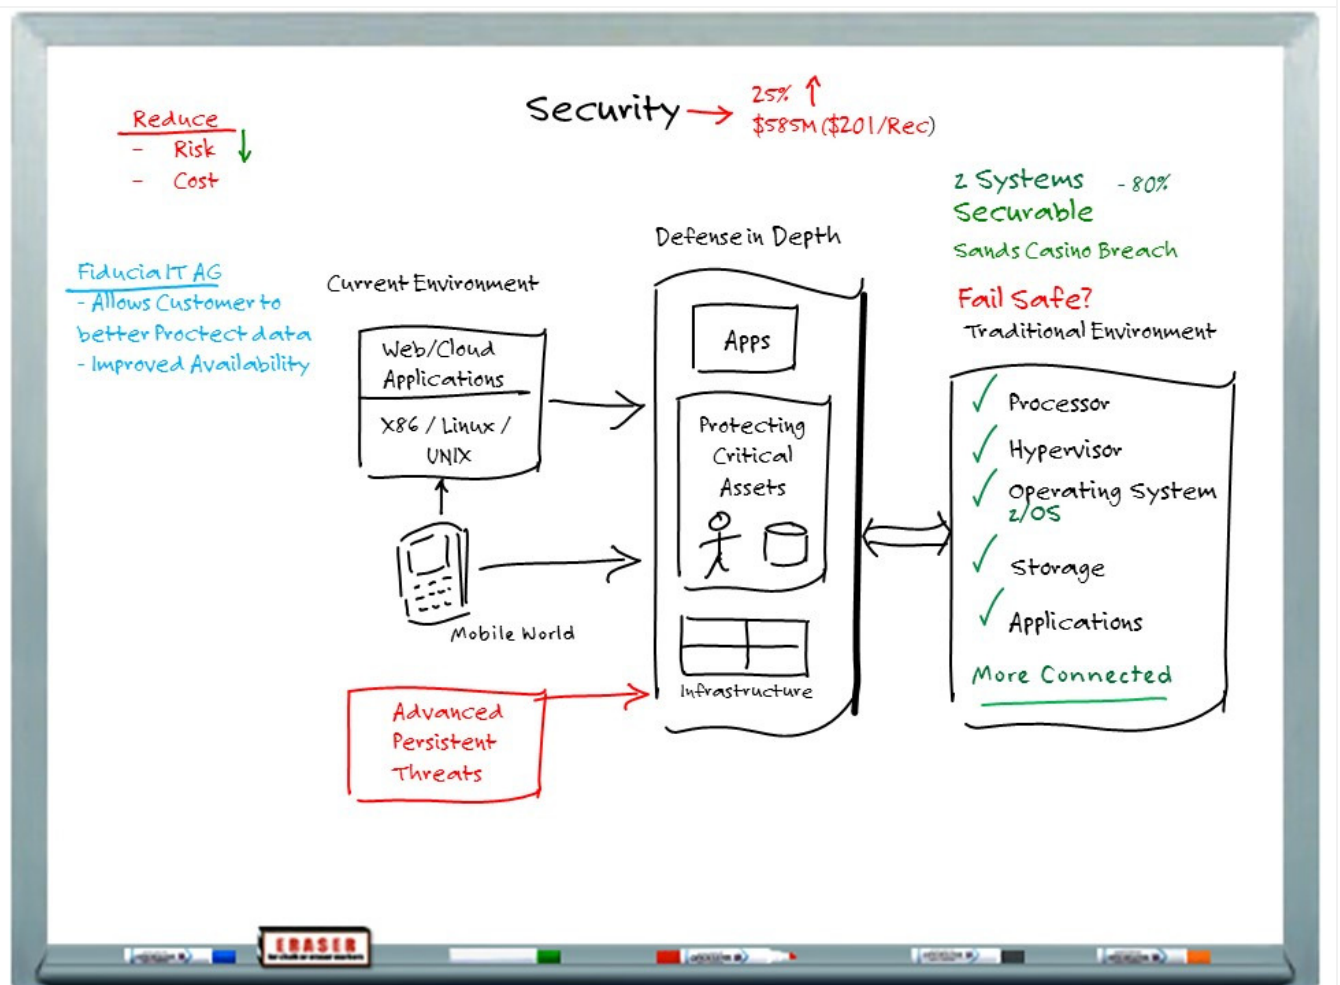 Security → 25% ↑
$585M ($201/Rec)
Reduce
- Risk ↓
- Cost
Fiducia IT AG
- Allows Customer to
better Proctect data
- Improved Availability
Current Environment
Web/Cloud
Applications
X86 / Linux /
UNIX
Mobile World
Advanced
Persistent
Threats
Defense in Depth
Apps
Protecting
Critical
Assets
Infrastructure
z Systems - 80%
Securable
Sands Casino Breach
Fail Safe?
Traditional Environment
✓ Processor
✓ Hypervisor
✓ Operating System
z/OS
✓ Storage
✓ Applications
More Connected
ERASER